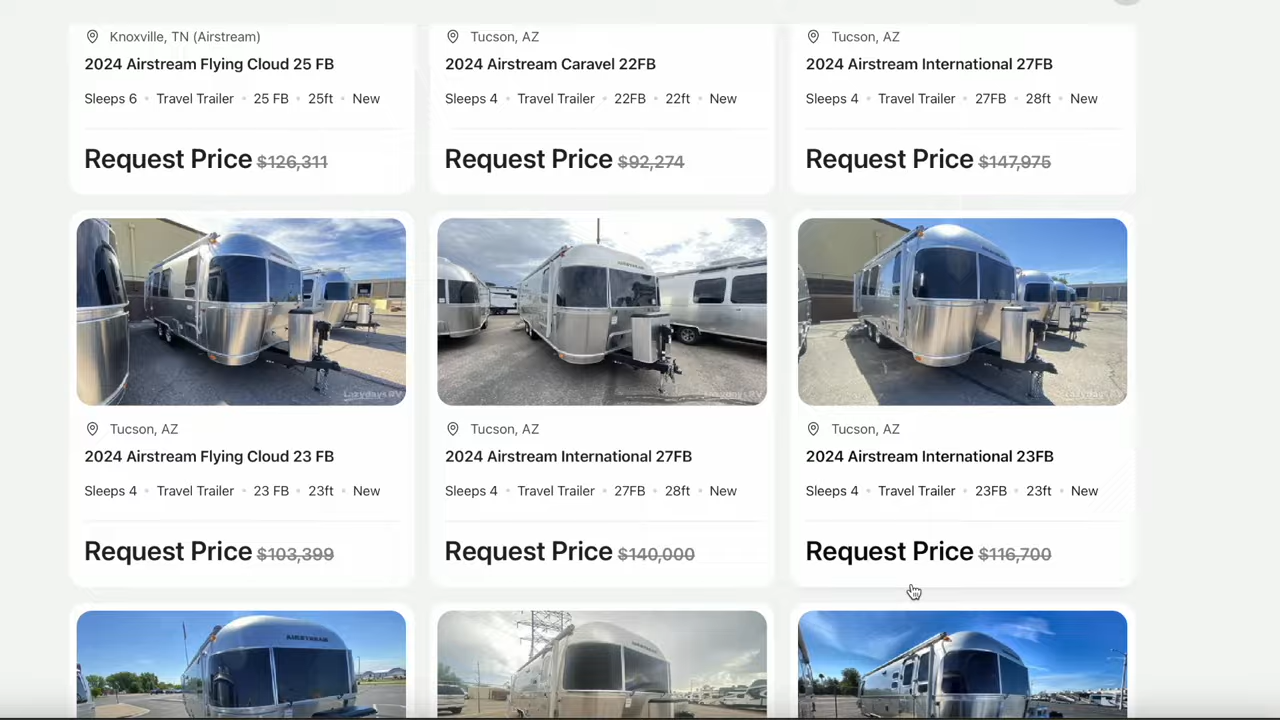 Knoxville, TN (Airstream)
2024 Airstream Flying Cloud 25 FB
Sleeps 6 • Travel Trailer • 25 FB • 25ft • New
Request Price $126,311
Tucson, AZ
2024 Airstream Caravel 22FB
Sleeps 4 • Travel Trailer • 22FB • 22ft • New
Request Price $92,274
Tucson, AZ
2024 Airstream International 27FB
Sleeps 4 • Travel Trailer • 27FB • 28ft • New
Request Price $147,975
LazydaysRV
Tucson, AZ
2024 Airstream Flying Cloud 23 FB
Sleeps 4 • Travel Trailer • 23 FB • 23ft • New
Request Price $103,399
LazydaysRV
Tucson, AZ
2024 Airstream International 27FB
Sleeps 4 • Travel Trailer • 27FB • 28ft • New
Request Price $140,000
LazydaysRV
Tucson, AZ
2024 Airstream International 23FB
Sleeps 4 • Travel Trailer • 23FB • 23ft • New
Request Price $116,700
AIRSTREAM